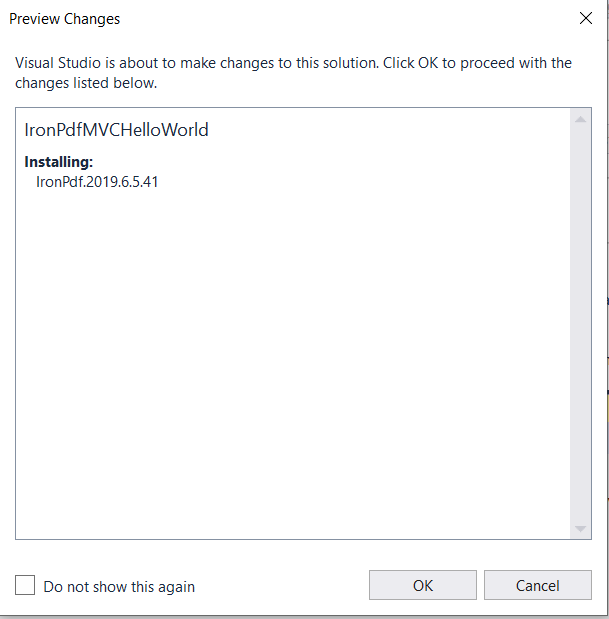 Preview Changes
Visual Studio is about to make changes to this solution. Click OK to proceed with the
changes listed below.
IronPdfMVCHelloWorld
Installing:
IronPdf.2019.6.5.41
Do not show this again
OK
Cancel